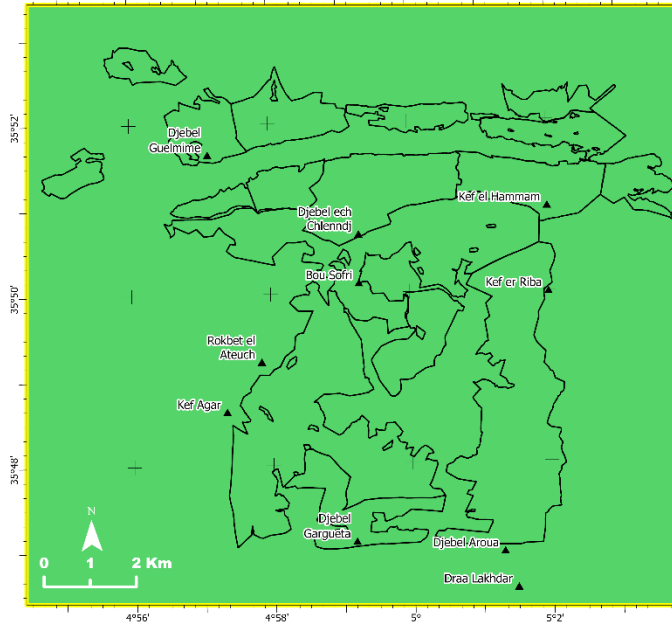 35°52'
Djebel
Guelmime
Kef el Hammam
Djebel ech
Chlenndj
Bou Sofri
Kef er Riba
35°50'
Rokbet el
Ateuch
Kef Agar
35°48'
Djebel
Gargueta
Djebel Aroua
Draa Lakhdar
N
0 1 2 Km
4°56' 4°58' 5° 5°2'